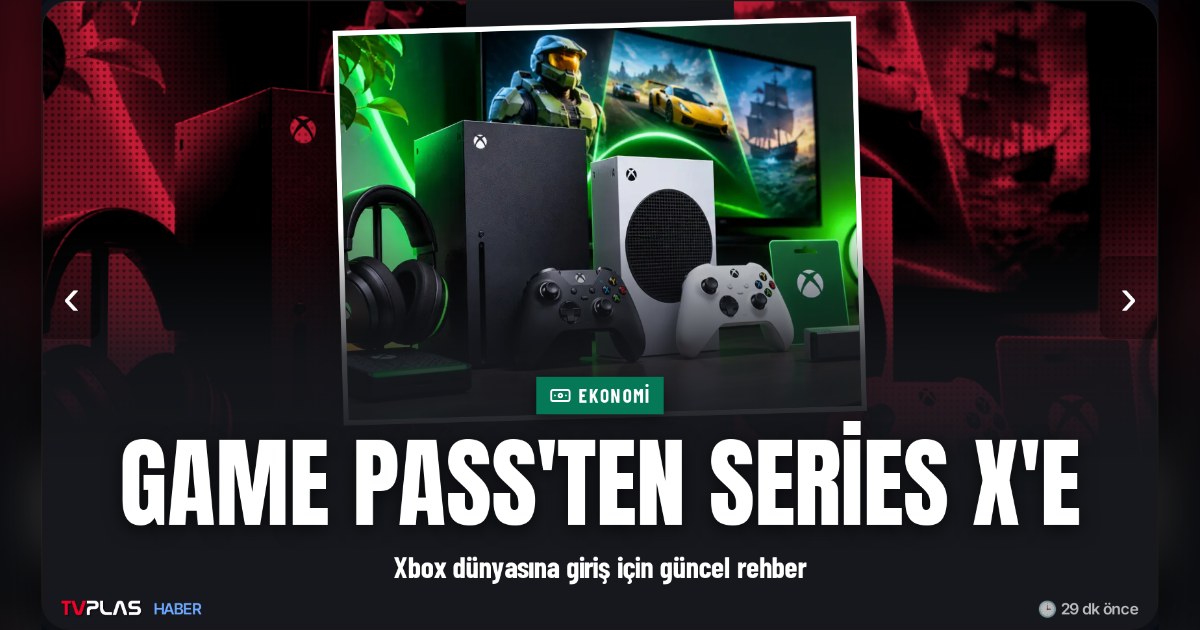 EKONOMİ
GAME PASS'TEN SERİES X'E
Xbox dünyasına giriş için güncel rehber
TVPLAS HABER
29 dk önce